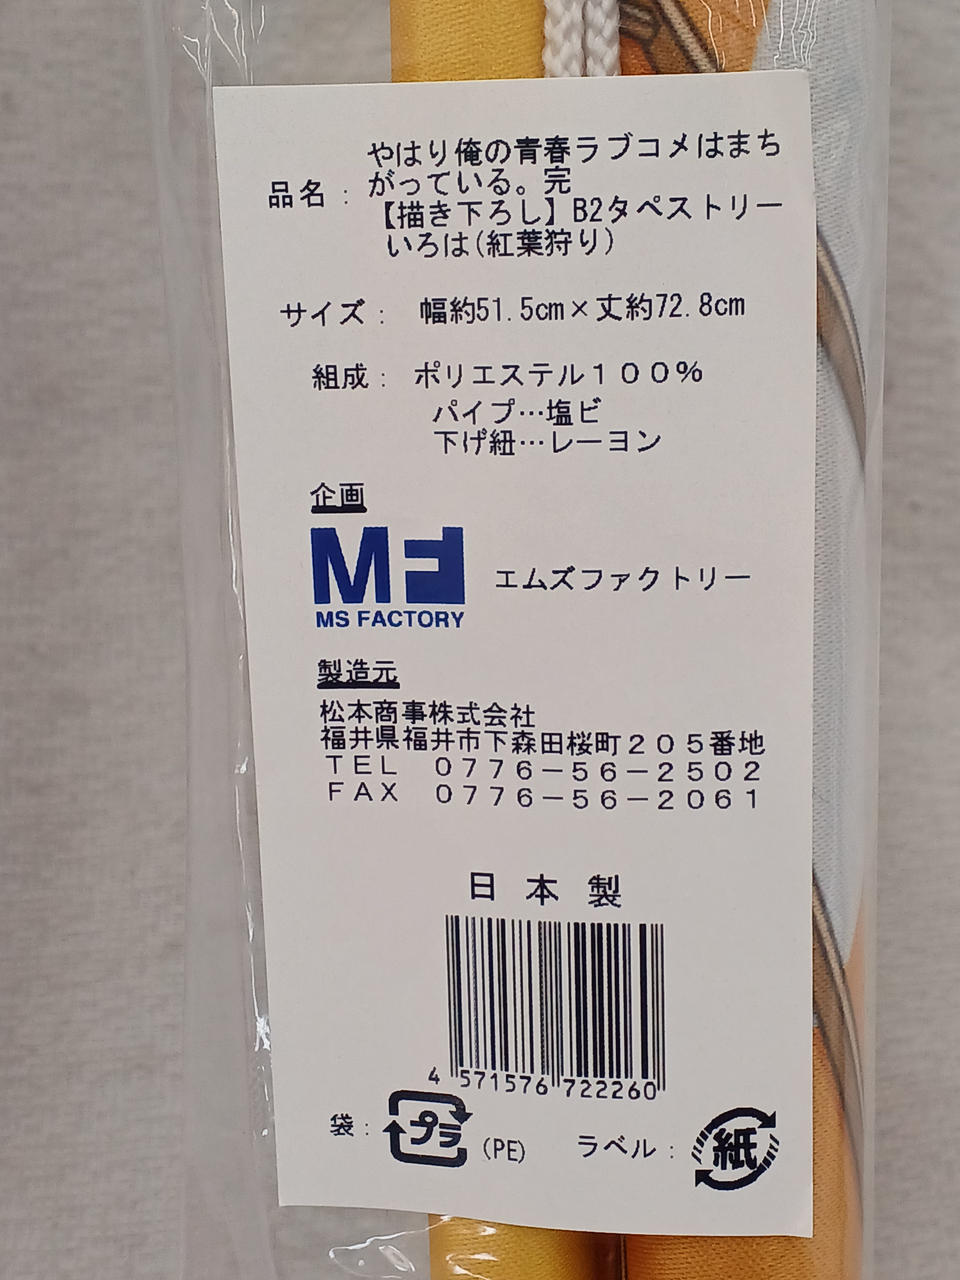 品名: やはり俺の青春ラブコメはまち
がっている。完
【描き下ろし】B2タペストリー
いろは(紅葉狩り)
サイズ: 幅約51.5cm×丈約72.8cm
組成: ポリエステル１００％
パイプ…塩ビ
下げ紐…レーヨン
企画
MF
MS FACTORY
エムズファクトリー
製造元
松本商事株式会社
福井県福井市下森田桜町２０５番地
ＴＥＬ ０７７６－５６－２５０２
ＦＡＸ ０７７６－５６－２０６１
日本製
4 571576 722260
袋: プラ (PE) ラベル: 紙